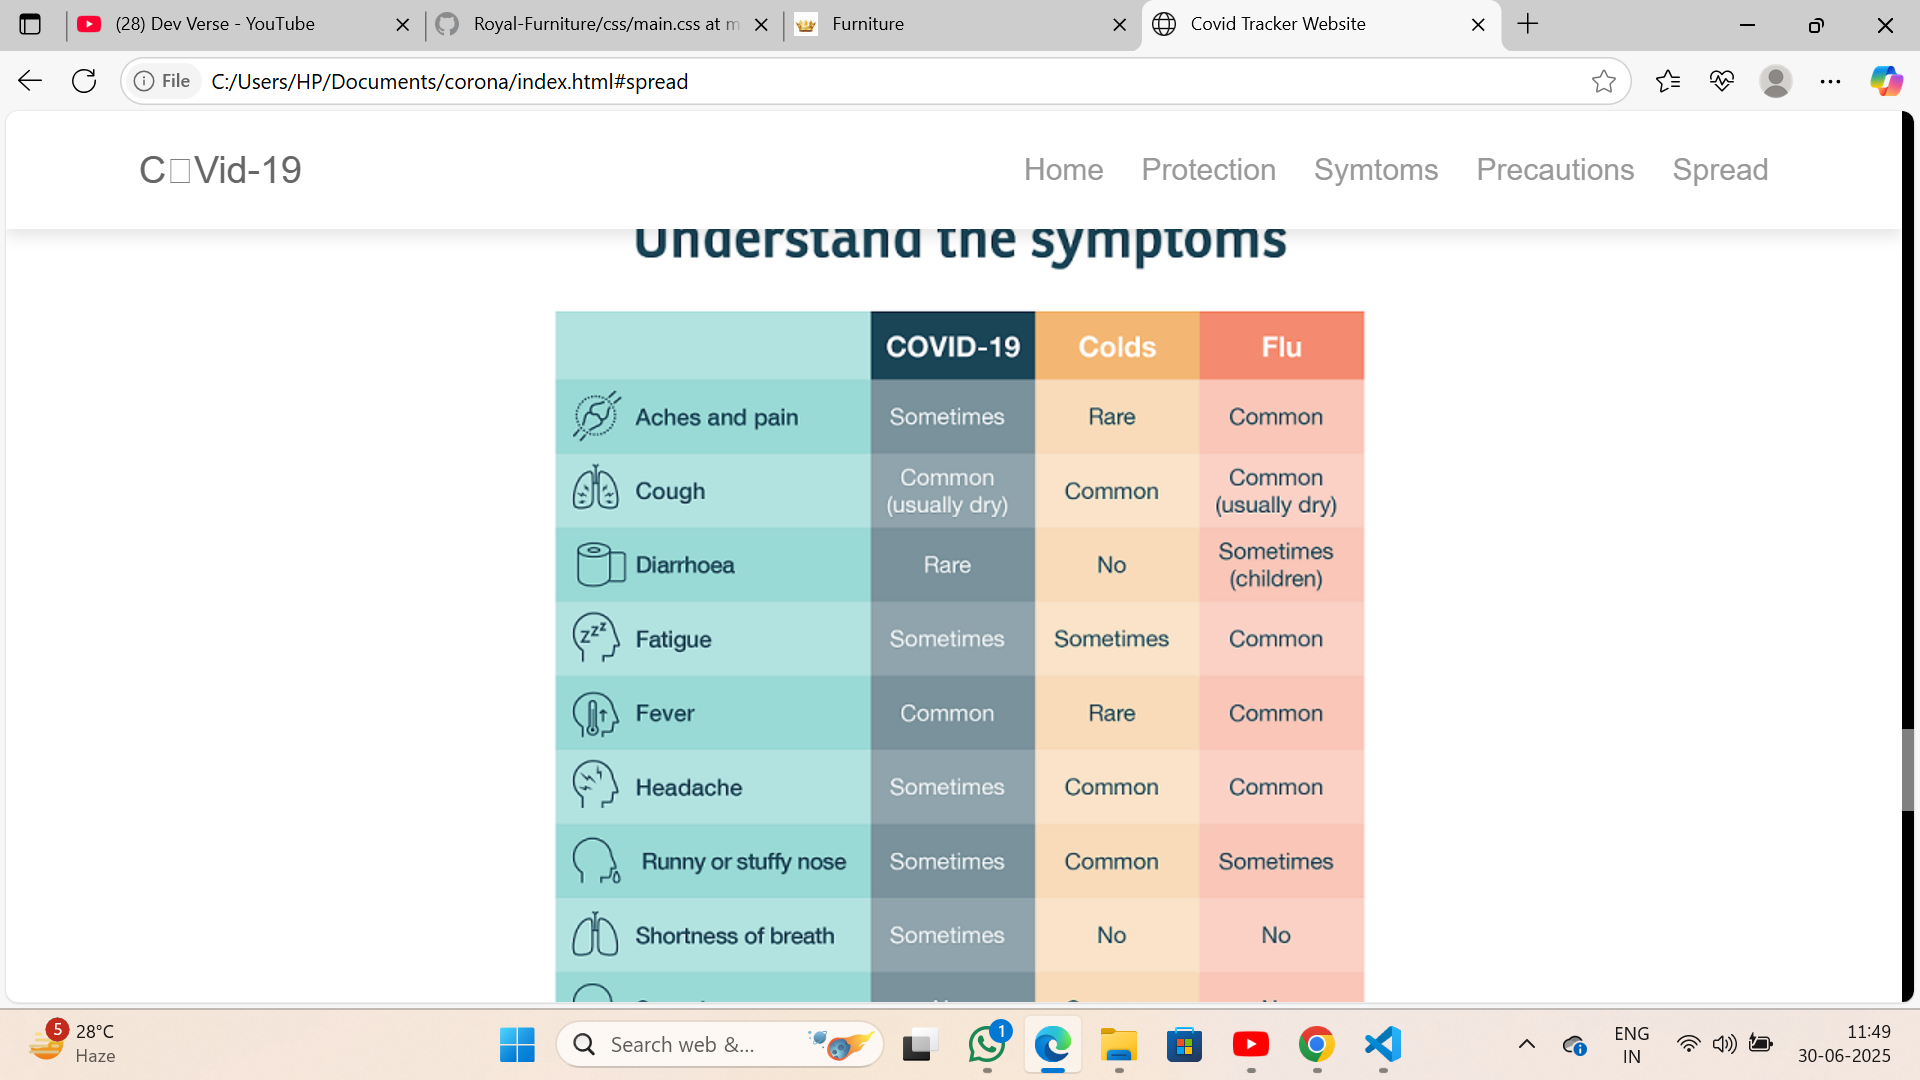 (28) Dev Verse - YouTube
Royal-Furniture/css/main.css at m
Furniture
Covid Tracker Website
File
C:/Users/HP/Documents/corona/index.html#spread
C□Vid-19
Home Protection Symtoms Precautions Spread
Understand the symptoms
COVID-19 Colds Flu
Aches and pain Sometimes Rare Common
Cough Common (usually dry) Common Common (usually dry)
Diarrhoea Rare No Sometimes (children)
Fatigue Sometimes Sometimes Common
Fever Common Rare Common
Headache Sometimes Common Common
Runny or stuffy nose Sometimes Common Sometimes
Shortness of breath Sometimes No No
5
28°C
Haze
Search web &...
1
ENG
IN
11:49
30-06-2025